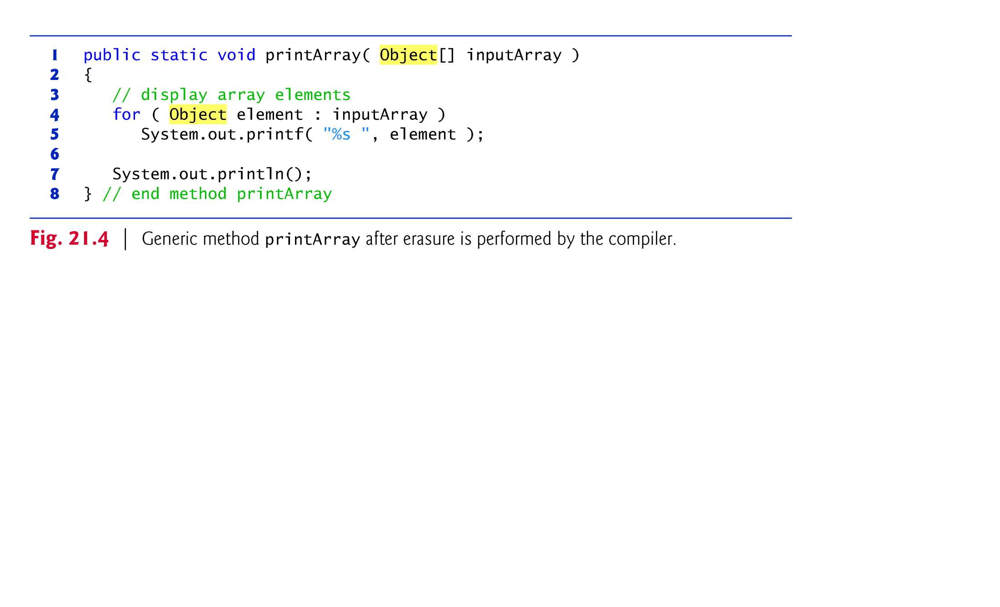 1 public static void printArray( Object[] inputArray )
2 {
3 // display array elements
4 for ( Object element : inputArray )
5 System.out.printf( "%s ", element );
6
7 System.out.println();
8 } // end method printArray
Fig. 21.4 | Generic method printArray after erasure is performed by the compiler.